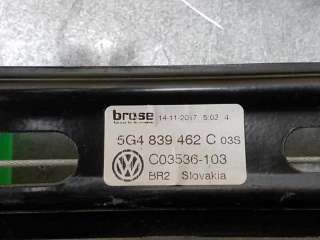 brose 14-11-2017 5:02 4
5G4 839 462 C 03S
C03536-103
BR2 Slovakia